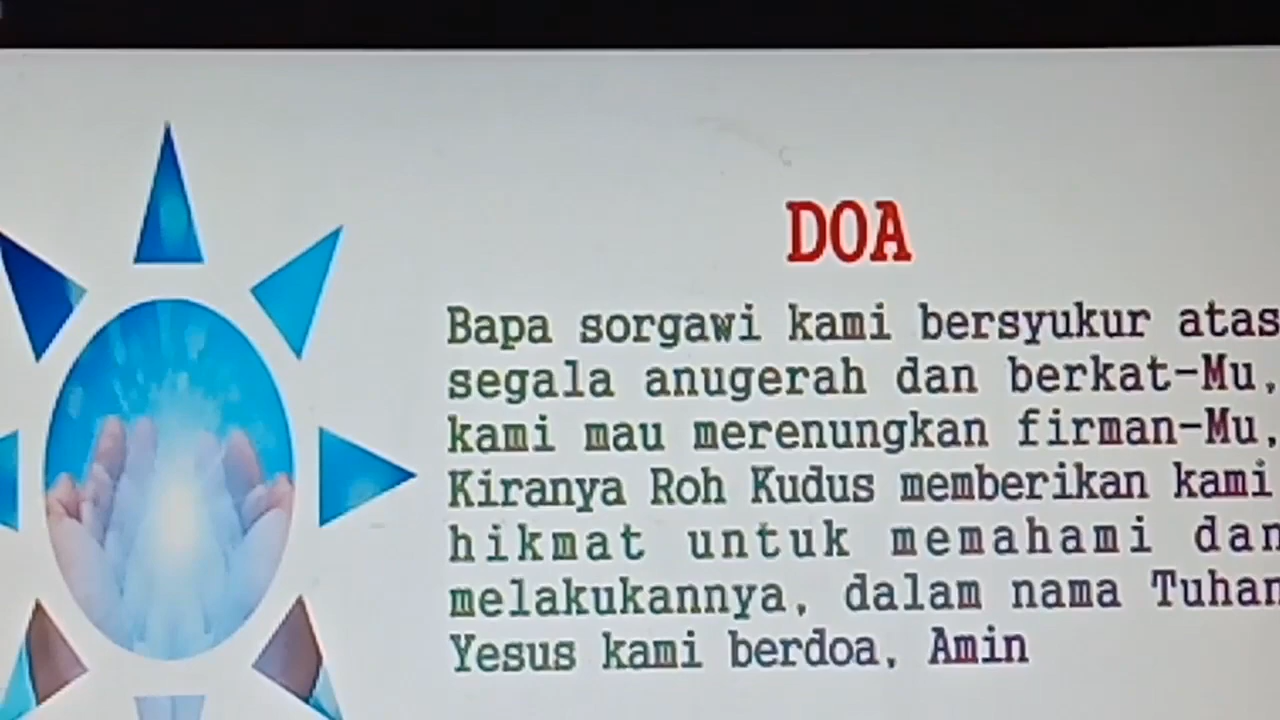 DOA
Bapa sorgawi kami bersyukur atas
segala anugerah dan berkat-Mu,
kami mau merenungkan firman-Mu,
Kiranya Roh Kudus memberikan kami
hikmat untuk memahami dan
melakukannya, dalam nama Tuhan
Yesus kami berdoa, Amin